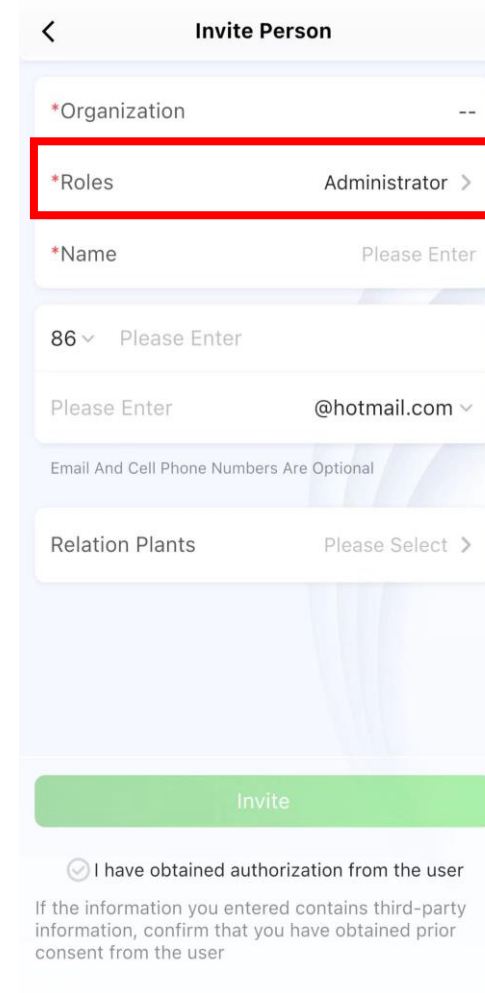 Invite Person
*Organization --
*Roles Administrator
*Name Please Enter
86 Please Enter
Please Enter @hotmail.com
Email And Cell Phone Numbers Are Optional
Relation Plants Please Select
Invite
I have obtained authorization from the user
If the information you entered contains third-party
information, confirm that you have obtained prior
consent from the user